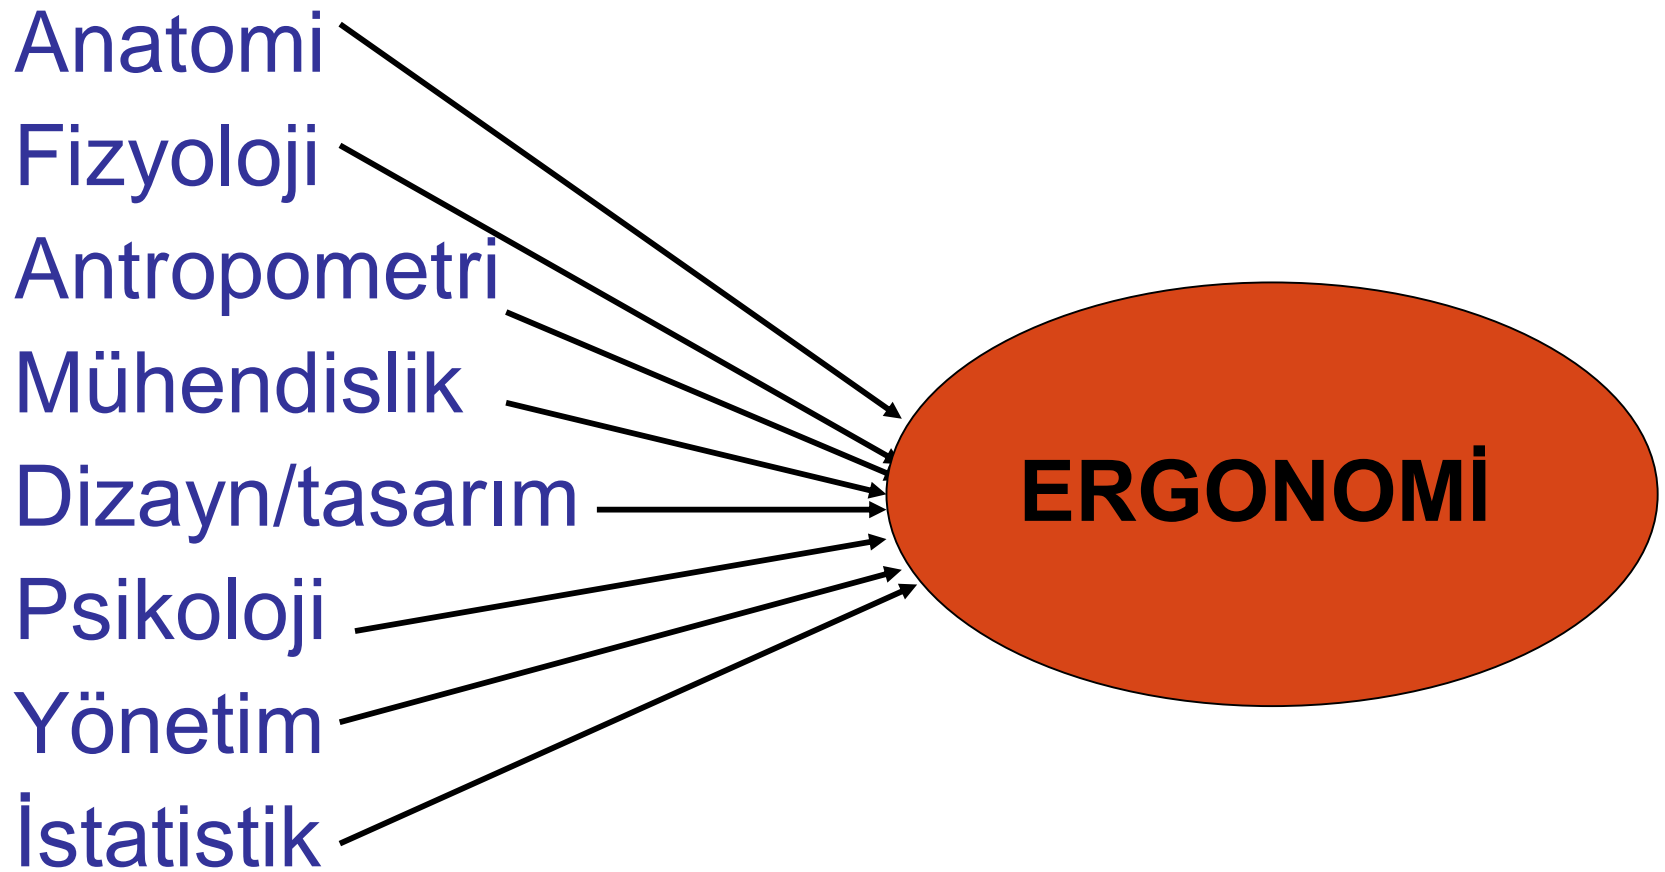 Anatomi
Fizyoloji
Antropometri
Mühendislik
Dizayn/tasarım
Psikoloji
Yönetim
İstatistik
ERGONOMİ